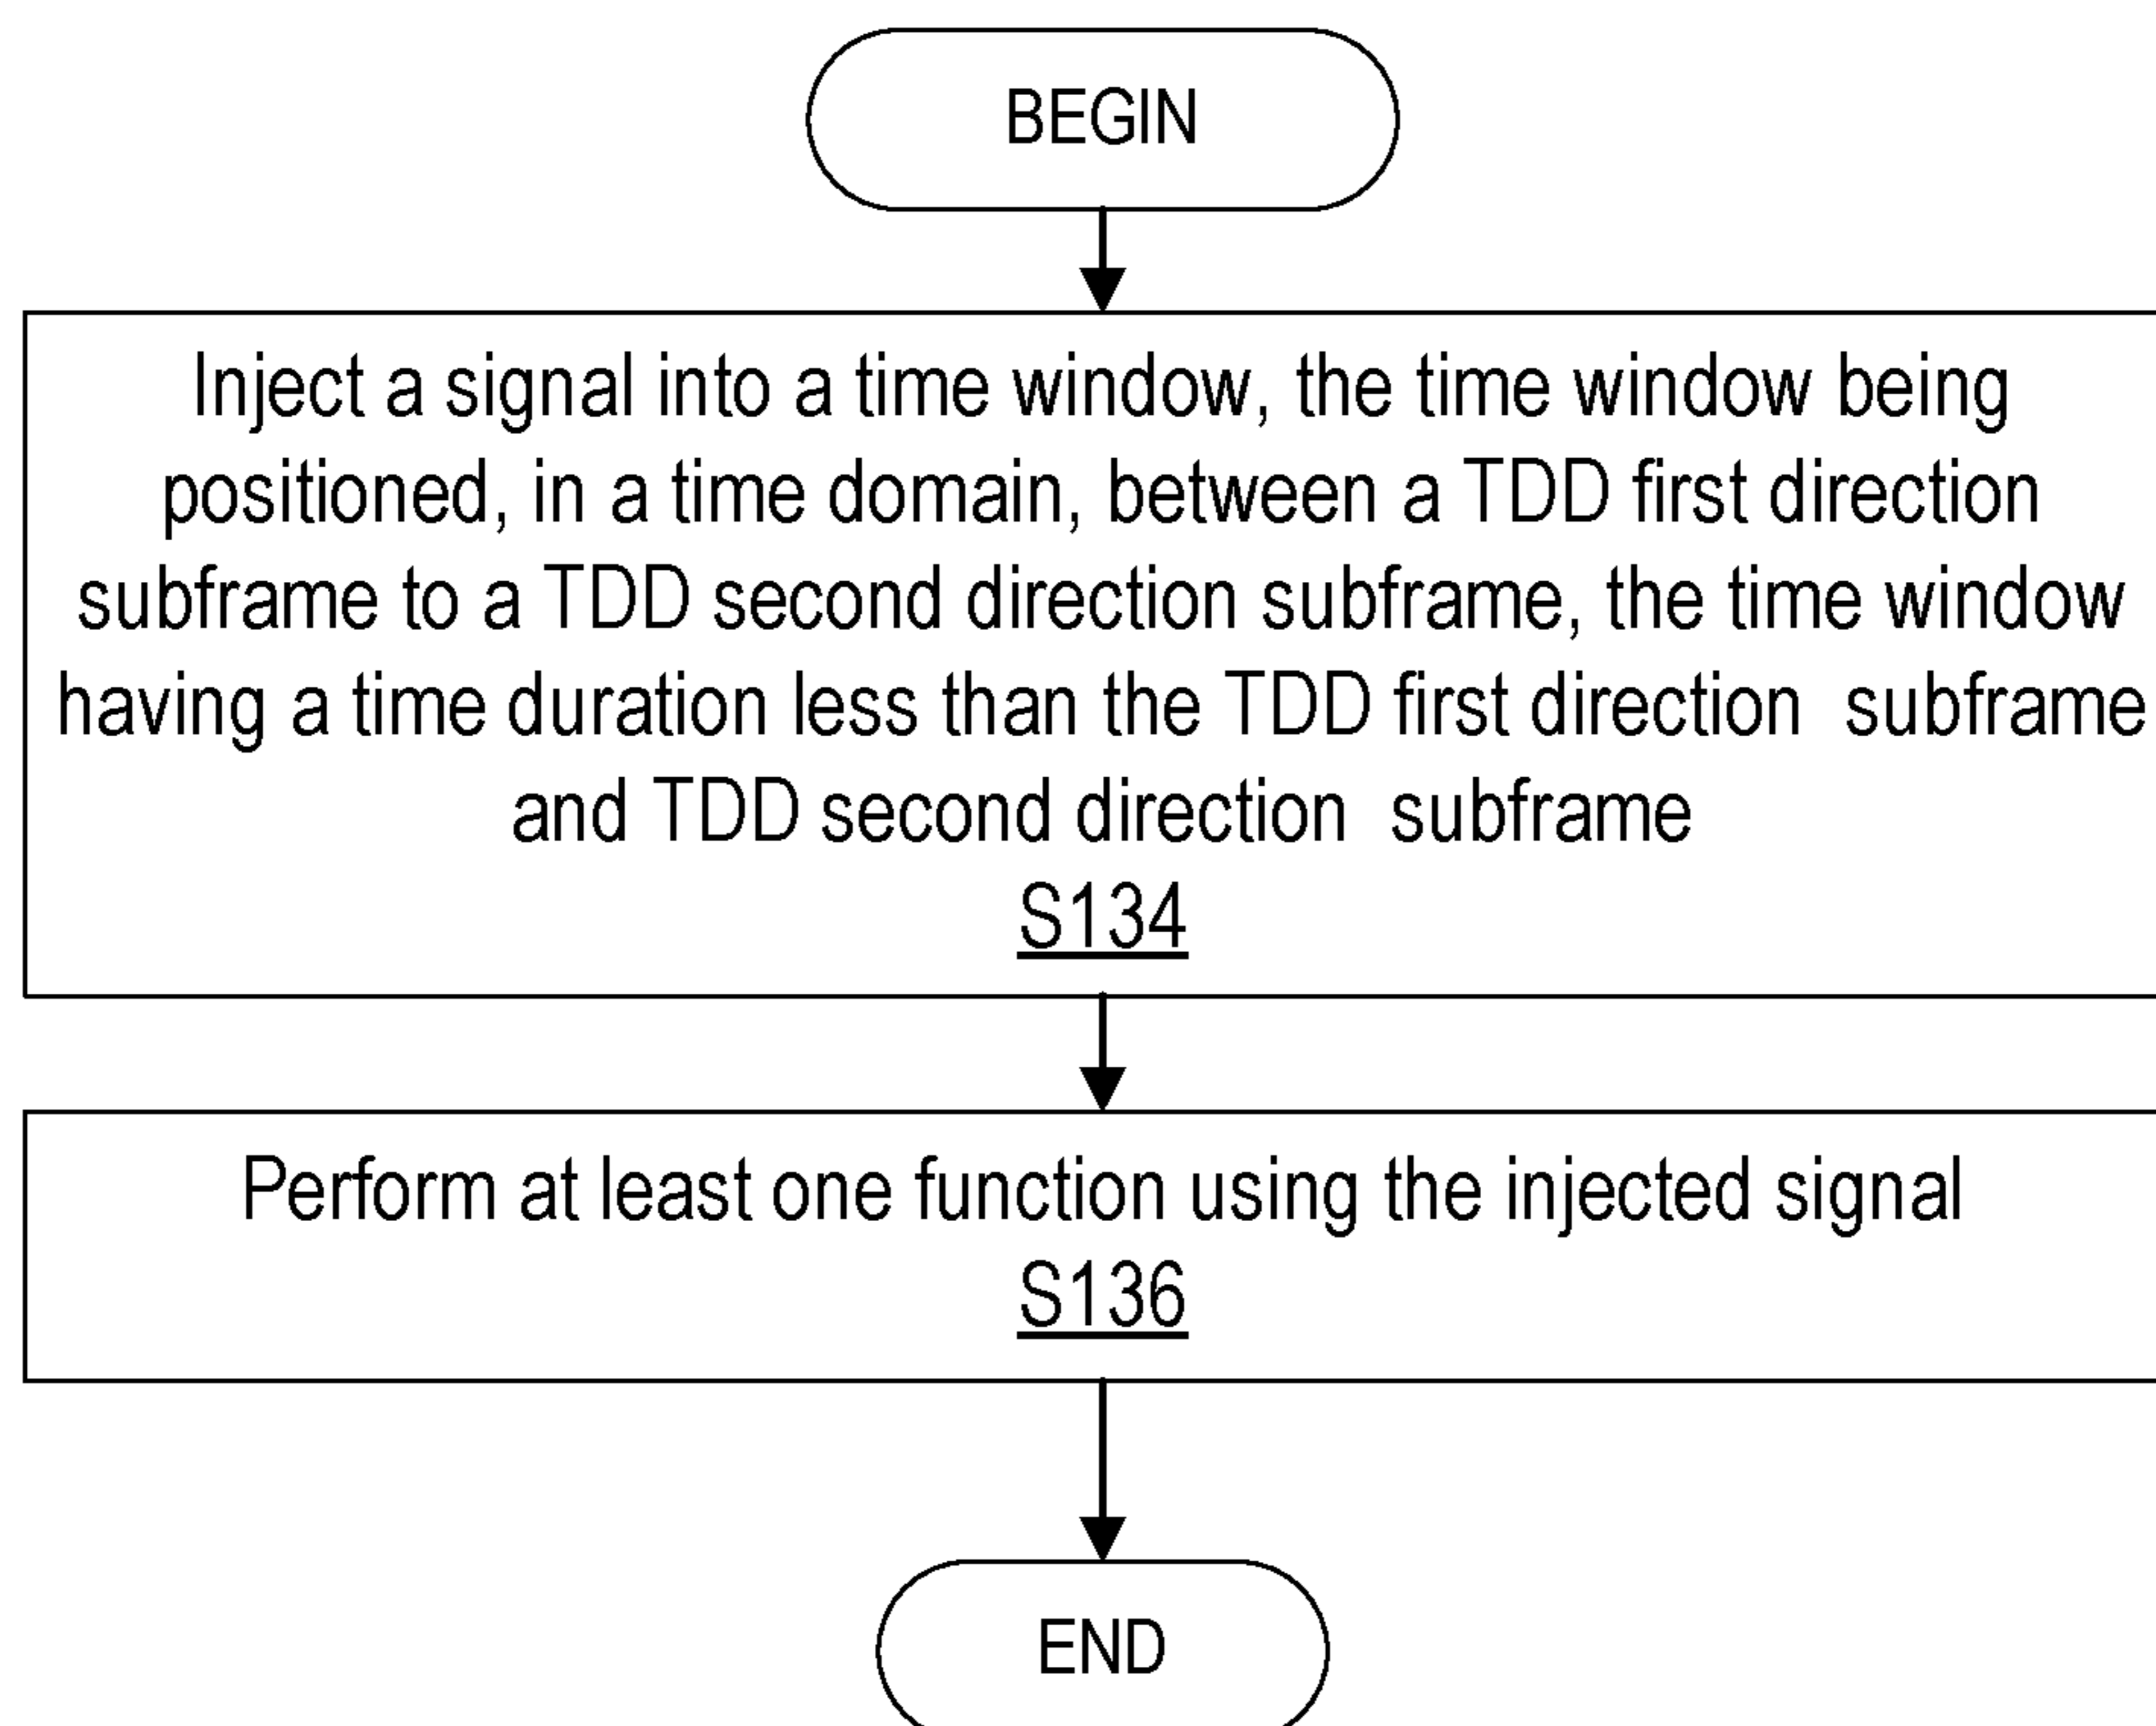 BEGIN
Inject a signal into a time window, the time window being
positioned, in a time domain, between a TDD first direction
subframe to a TDD second direction subframe, the time window
having a time duration less than the TDD first direction  subframe
and TDD second direction  subframe
S134
Perform at least one function using the injected signal
S136
END